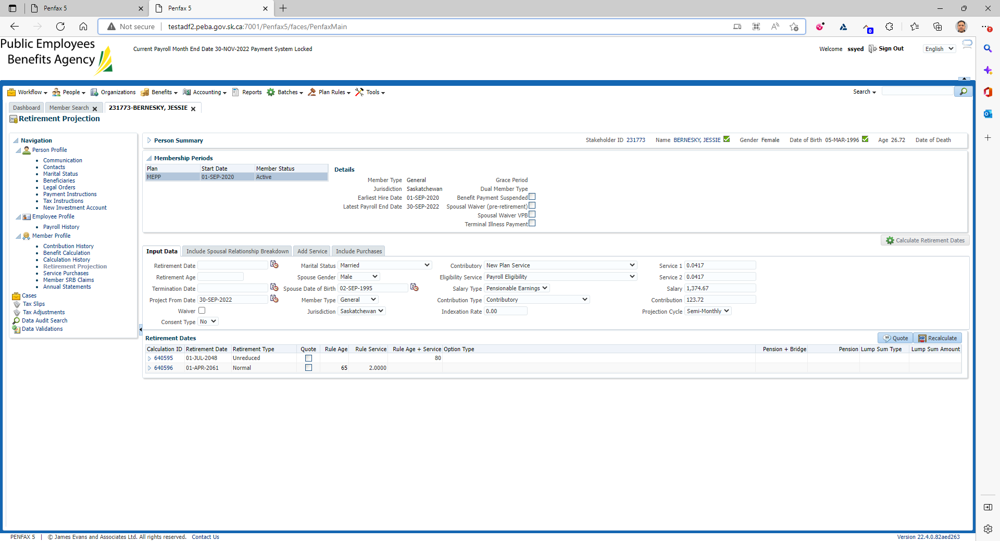 Penfax 5
Penfax 5
Not secure
testadf2.peba.gov.sk.ca:7001/Penfax5/faces/PenfaxMain
0
Public Employees
Benefits Agency
Current Payroll Month End Date 30-NOV-2022 Payment System Locked
Welcome ssyed Sign Out
English
Workflow People Organizations Benefits Accounting Reports Batches Plan Rules Tools
Search
Dashboard Member Search 231773-BERNESKY, JESSIE
Retirement Projection
Navigation
Person Profile
Communication
Contacts
Marital Status
Beneficiaries
Legal Orders
Payment Instructions
Tax Instructions
New Investment Account
Employee Profile
Payroll History
Member Profile
Contribution History
Benefit Calculation
Calculation History
Retirement Projection
Service Purchases
Member SRB Claims
Annual Statements
Cases
Tax Slips
Tax Adjustments
Data Audit Search
Data Validations
Person Summary
Stakeholder ID 231773 Name BERNESKY, JESSIE Gender Female Date of Birth 05-MAR-1996 Age 26.72 Date of Death
Membership Periods
Plan Start Date Member Status
MEPP 01-SEP-2020 Active
Details
Member Type General Grace Period
Jurisdiction Saskatchewan Dual Member Type
Earliest Hire Date 01-SEP-2020 Benefit Payment Suspended
Latest Payroll End Date 30-SEP-2022 Spousal Waiver (pre-retirement)
Spousal Waiver VPB
Terminal Illness Payment
Calculate Retirement Dates
Input Data Include Spousal Relationship Breakdown Add Service Include Purchases
Retirement Date Marital Status Married Contributory New Plan Service Service 1 0.0417
Retirement Age Spouse Gender Male Eligibility Service Payroll Eligibility Service 2 0.0417
Termination Date Spouse Date of Birth 02-SEP-1995 Salary Type Pensionable Earnings Salary 1,374.67
Project From Date 30-SEP-2022 Member Type General Contribution Type Contributory Contribution 123.72
Waiver Jurisdiction Saskatchewan Indexation Rate 0.00 Projection Cycle Semi-Monthly
Consent Type No
Retirement Dates
Quote Recalculate
Calculation ID Retirement Date Retirement Type Quote Rule Age Rule Service Rule Age + Service Option Type Pension + Bridge Pension Lump Sum Type Lump Sum Amount
640595 01-JUL-2048 Unreduced 80
640596 01-APR-2061 Normal 65 2.0000
PENFAX 5 | © James Evans and Associates Ltd. All rights reserved. Contact Us
Version 22.4.0.82aed263